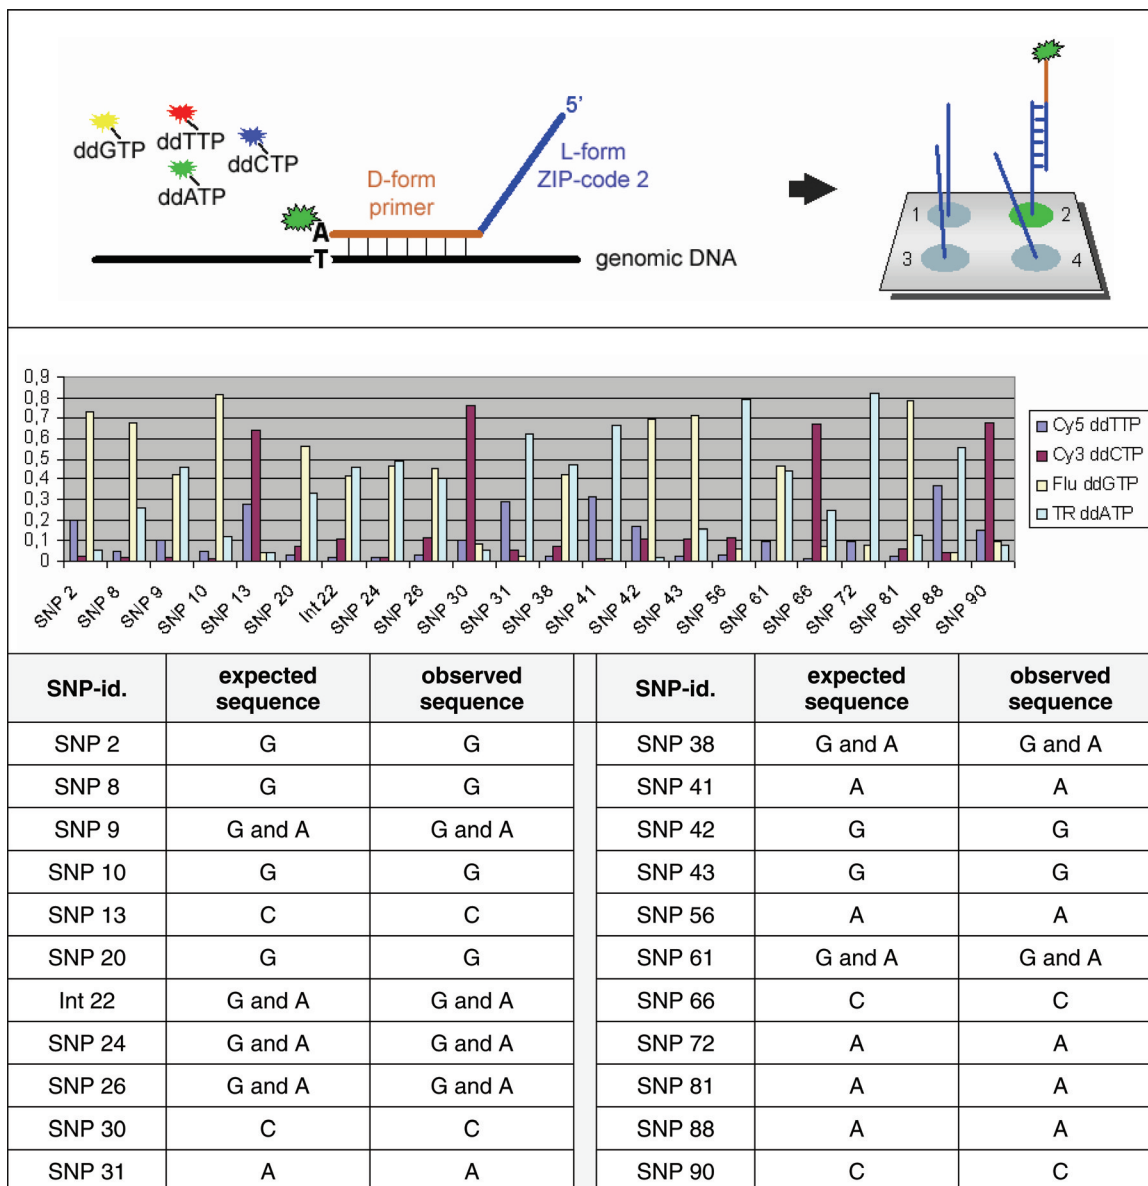 5’
ddGTP
ddTTP
ddCTP
ddATP
L-form
ZIP-code 2
D-form
primer
A
T
genomic DNA
1
2
3
4
0,9
0,8
0,7
0,6
0,5
0,4
0,3
0,2
0,1
0
Cy5 ddTTP
Cy3 ddCTP
Flu ddGTP
TR ddATP
SNP 2
SNP 8
SNP 9
SNP 10
SNP 13
SNP 20
Int 22
SNP 24
SNP 26
SNP 30
SNP 31
SNP 38
SNP 41
SNP 42
SNP 43
SNP 56
SNP 61
SNP 66
SNP 72
SNP 81
SNP 88
SNP 90
SNP-id. expected sequence observed sequence SNP-id. expected sequence observed sequence
SNP 2 G G SNP 38 G and A G and A
SNP 8 G G SNP 41 A A
SNP 9 G and A G and A SNP 42 G G
SNP 10 G G SNP 43 G G
SNP 13 C C SNP 56 A A
SNP 20 G G SNP 61 G and A G and A
Int 22 G and A G and A SNP 66 C C
SNP 24 G and A G and A SNP 72 A A
SNP 26 G and A G and A SNP 81 A A
SNP 30 C C SNP 88 A A
SNP 31 A A SNP 90 C C